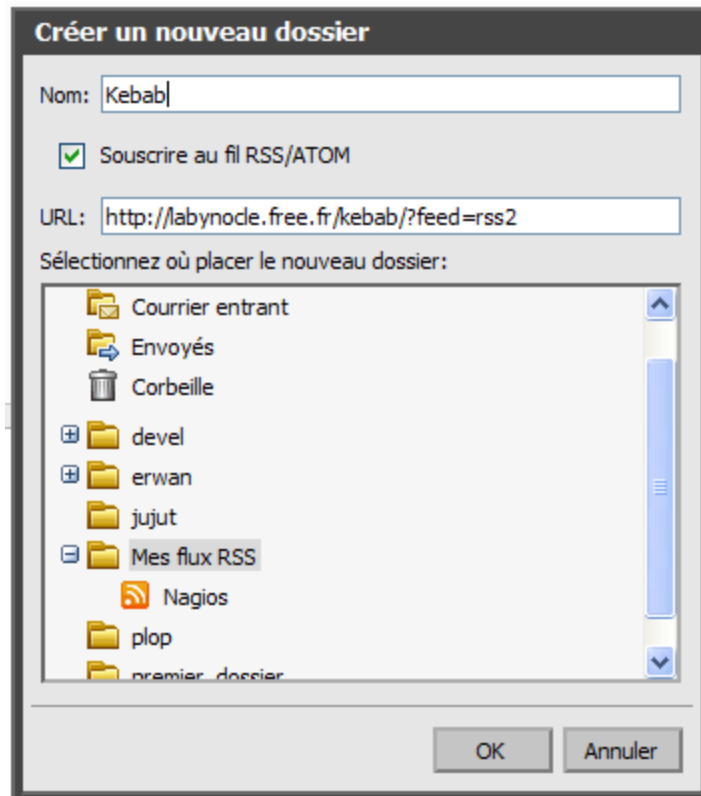 Créer un nouveau dossier
Nom: Kebab
Souscrire au fil RSS/ATOM
URL: http://labynocle.free.fr/kebab/?feed=rss2
Sélectionnez où placer le nouveau dossier:
Courrier entrant
Envoyés
Corbeille
devel
erwan
jujut
Mes flux RSS
Nagios
plop
premier_dossier
OK Annuler